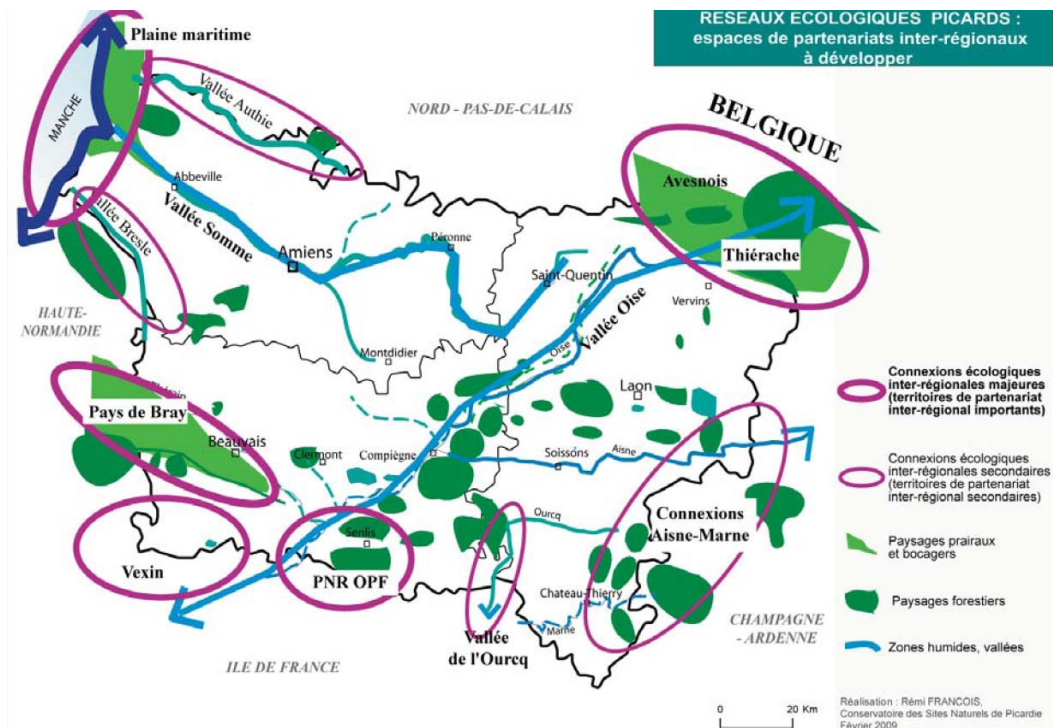 RESEAUX ECOLOGIQUES PICARDS :
espaces de partenariats inter-régionaux
à développer
Plaine maritime
MANCHE
Vallée Authie
NORD - PAS-DE-CALAIS
BELGIQUE
Avesnois
Thiérache
Abbeville
Vallée Somme
Vallée Bresle
Amiens
Péronne
Saint-Quentin
Vervins
HAUTE-
NORMANDIE
Vallée Oise
Oise
Montdidier
Laon
Pays de Bray
Beauvais
Clermont
Compiègne
Soissons
Aisne
Connexions
Aisne-Marne
Ourcq
Senlis
Vexin
PNR OPF
Chateau-Thierry
Marne
Vallée
de l'Ourcq
CHAMPAGNE
- ARDENNE
ILE DE FRANCE
Connexions écologiques
inter-régionales majeures
(territoires de partenariat
inter-régional importants)
Connexions écologiques
inter-régionales secondaires
(territoires de partenariat
inter-régional secondaires)
Paysages prairaux
et bocagers
Paysages forestiers
Zones humides, vallées
0 20 Km
Réalisation : Rémi FRANCOIS,
Conservatoire des Sites Naturels de Picardie
Février 2009